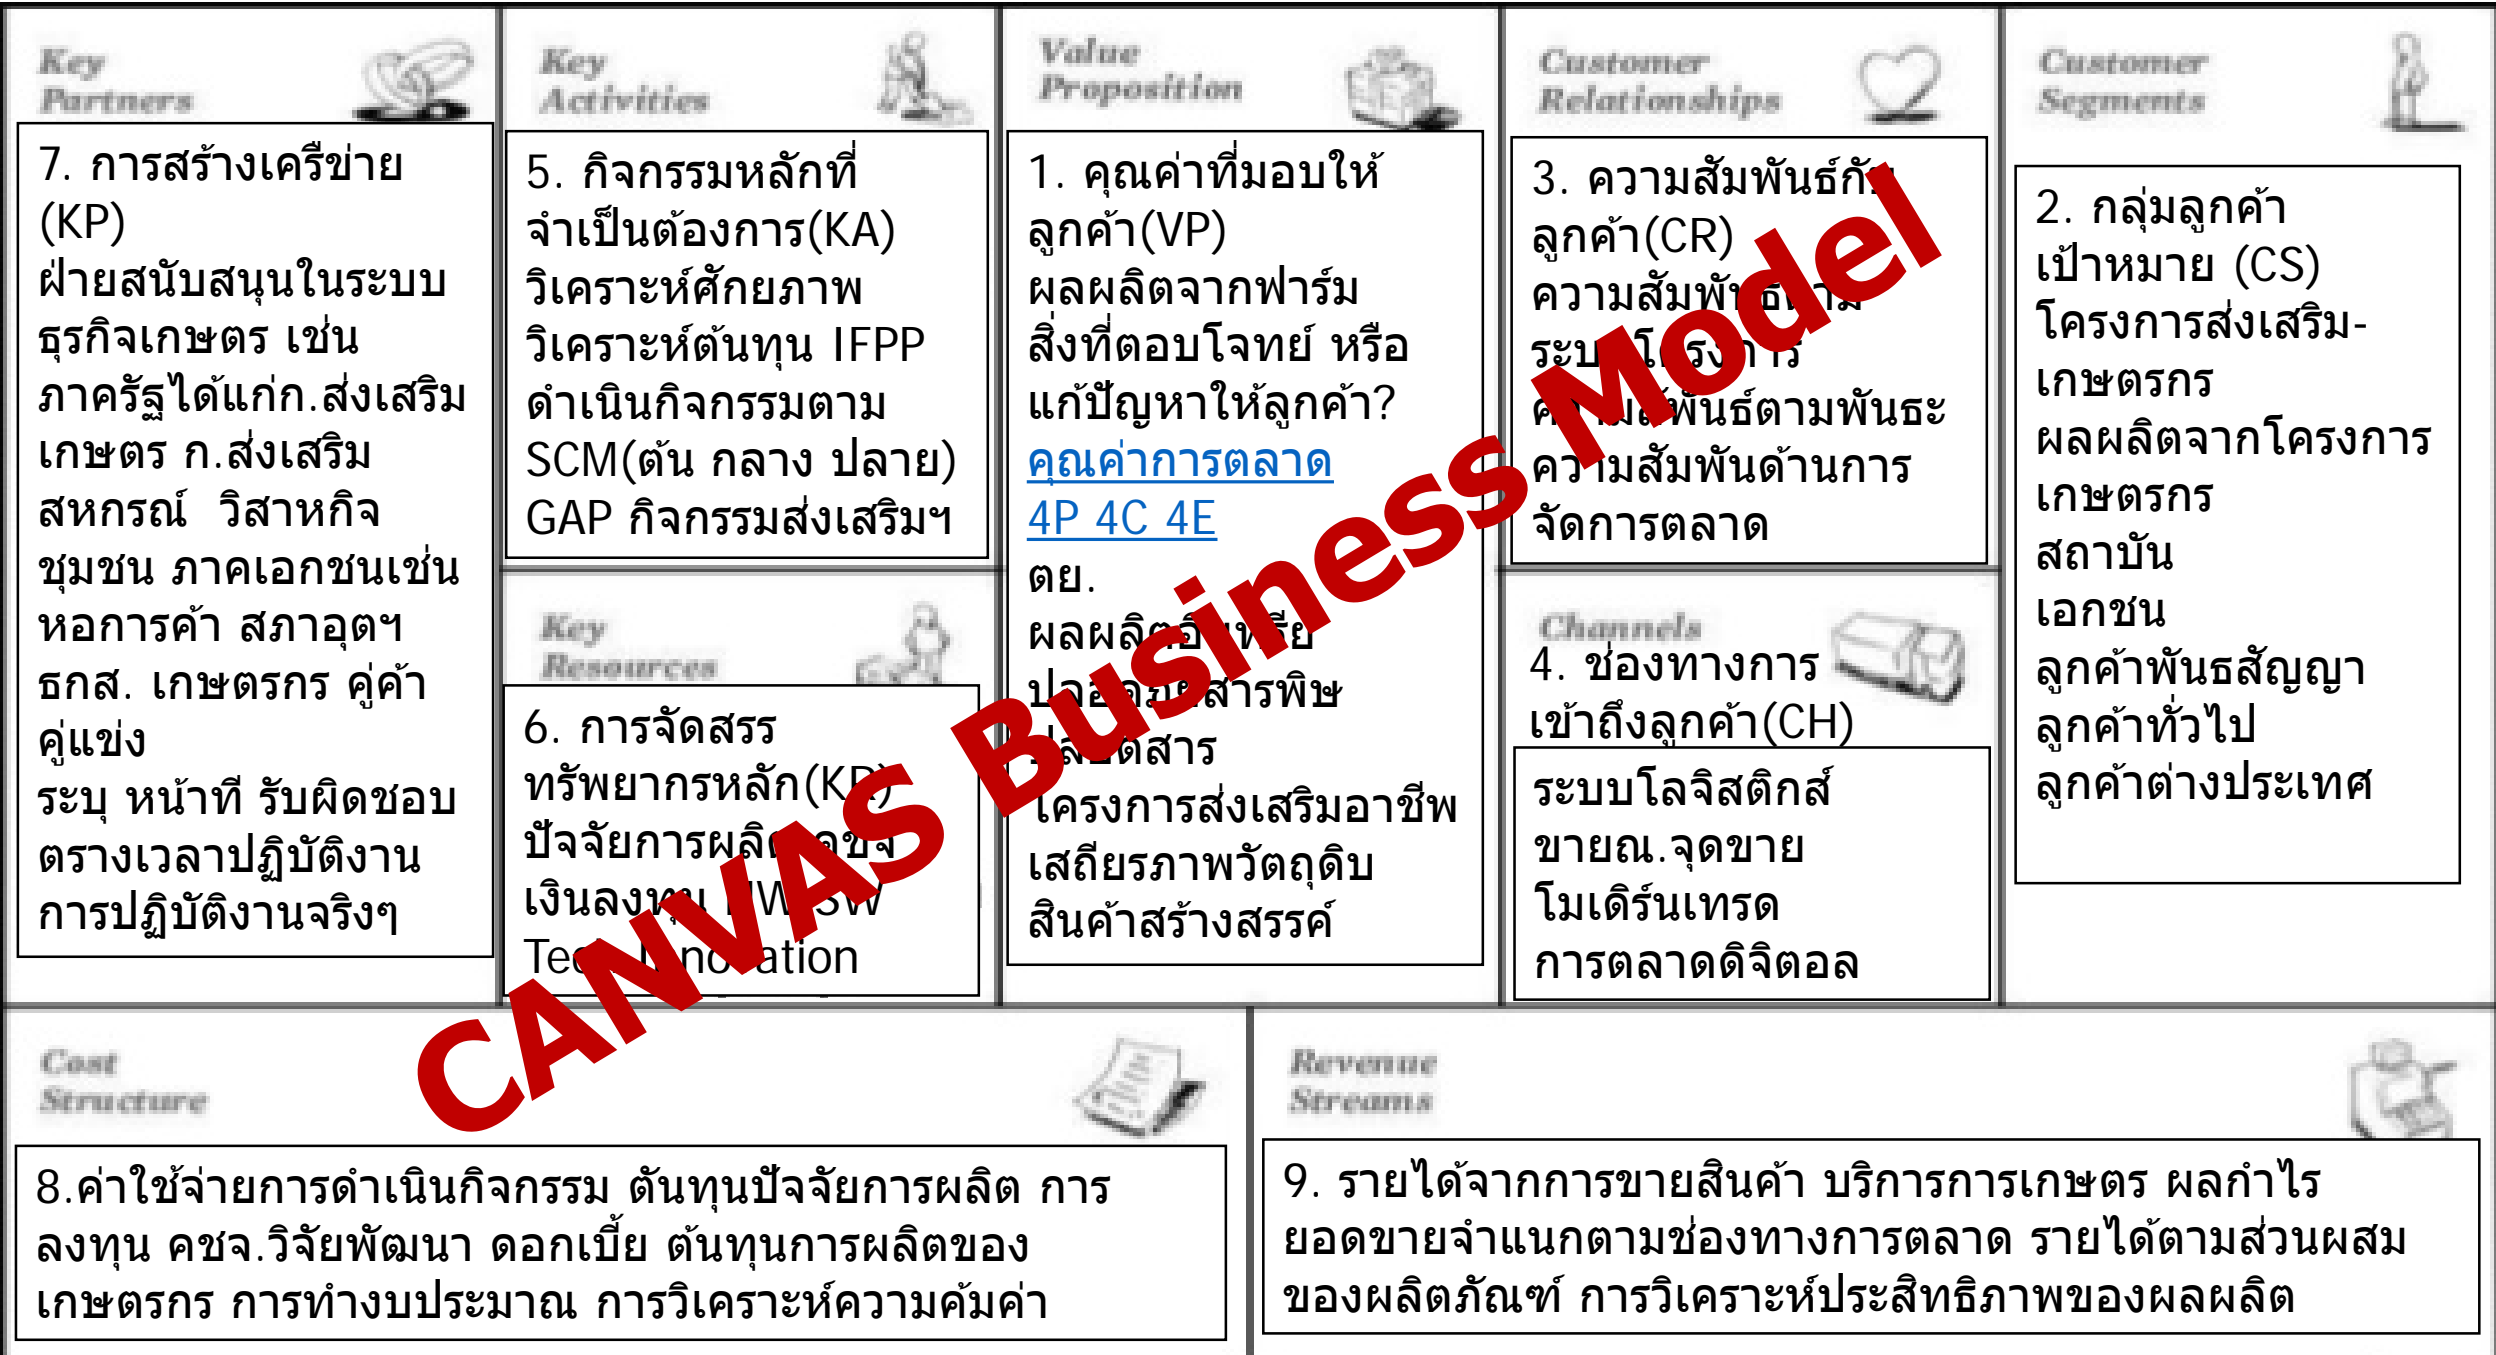 Key
Partners
7. การสร้างเครืข่าย
(KP)
ฝ่ายสนับสนุนในระบบ
ธุรกิจเกษตร เช่น
ภาครัฐได้แก่ก.ส่งเสริม
เกษตร ก.ส่งเสริม
สหกรณ์ วิสาหกิจ
ชุมชน ภาคเอกชนเช่น
หอการค้า สภาอุตฯ
ธกส. เกษตรกร คู่ค้า
คู่แข่ง
ระบุ หน้าที่ รับผิดชอบ
ตรางเวลาปฏิบัติงาน
การปฏิบัติงานจริงๆ
Key
Activities
5. กิจกรรมหลักที่
จำเป็นต้องการ(KA)
วิเคราะห์ศักยภาพ
วิเคราะห์ต้นทุน IFPP
ดำเนินกิจกรรมตาม
SCM(ต้น กลาง ปลาย)
GAP กิจกรรมส่งเสริมฯ
Key
Resources
6. การจัดสรร
ทรัพยากรหลัก(KR)
ปัจจัยการผลิต
เงินลงทุน SW
Tech Innovation
Value
Proposition
1. คุณค่าที่มอบให้
ลูกค้า(VP)
ผลผลิตจากฟาร์ม
สิ่งที่ตอบโจทย์ หรือ
แก้ปัญหาให้ลูกค้า?
คุณค่าการตลาด
4P 4C 4E
ตย.
ผลผลิตอินทรีย์
ปลอดภัยสารพิษ
ปลอดสาร
โครงการส่งเสริมอาชีพ
เสถียรภาพวัตถุดิบ
สินค้าสร้างสรรค์
Customer
Relationships
3. ความสัมพันธ์กับ
ลูกค้า(CR)
ความสัมพันธ์ตาม
ระบบโครงการ
ความสัมพันธ์ตามพันธะ
ความสัมพันด้านการ
จัดการตลาด
Channels
4. ช่องทางการ
เข้าถึงลูกค้า(CH)
ระบบโลจิสติกส์
ขายณ.จุดขาย
โมเดิร์นเทรด
การตลาดดิจิตอล
Customer
Segments
2. กลุ่มลูกค้า
เป้าหมาย (CS)
โครงการส่งเสริม-
เกษตรกร
ผลผลิตจากโครงการ
เกษตรกร
สถาบัน
เอกชน
ลูกค้าพันธสัญญา
ลูกค้าทั่วไป
ลูกค้าต่างประเทศ
CANVAS Business Model
Cost
Structure
8.ค่าใช้จ่ายการดำเนินกิจกรรม ต้นทุนปัจจัยการผลิต การ
ลงทุน คชจ.วิจัยพัฒนา ดอกเบี้ย ต้นทุนการผลิตของ
เกษตรกร การทำงบประมาณ การวิเคราะห์ความคุ้มค่า
Revenue
Streams
9. รายได้จากการขายสินค้า บริการการเกษตร ผลกำไร
ยอดขายจำแนกตามช่องทางการตลาด รายได้ตามส่วนผสม
ของผลิตภัณฑ์ การวิเคราะห์ประสิทธิภาพของผลผลิต